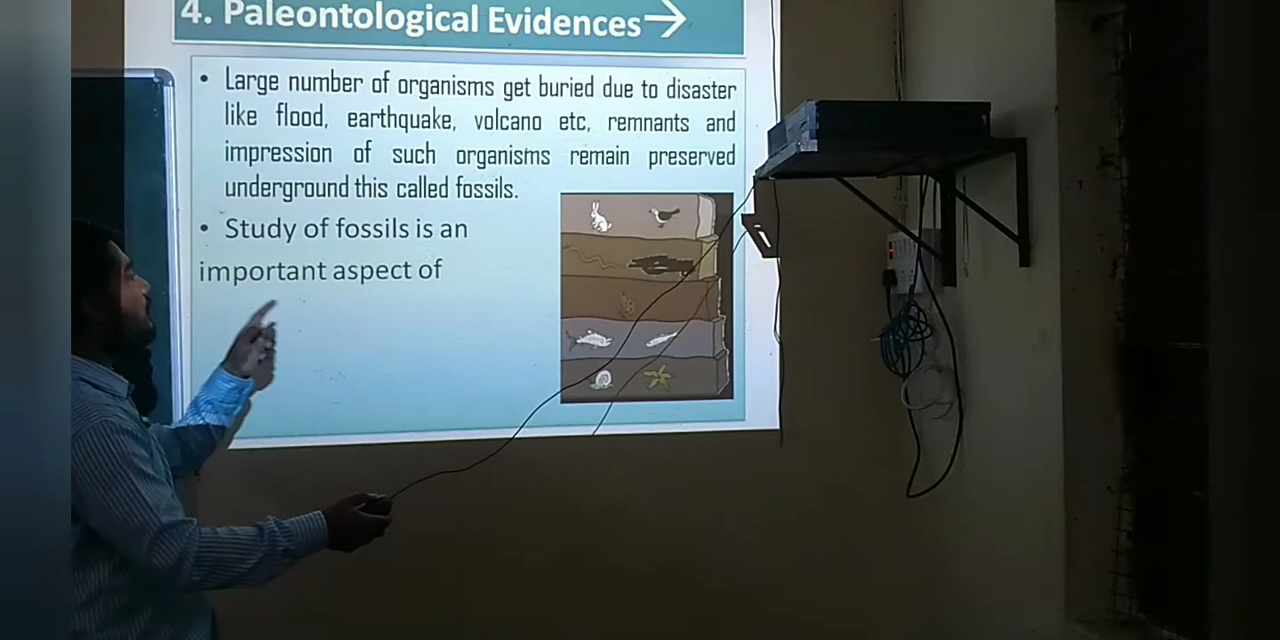 4. Paleontological Evidences→
• Large number of organisms get buried due to disaster
like flood, earthquake, volcano etc, remnants and
impression of such organisms remain preserved
underground this called fossils.
• Study of fossils is an
important aspect of